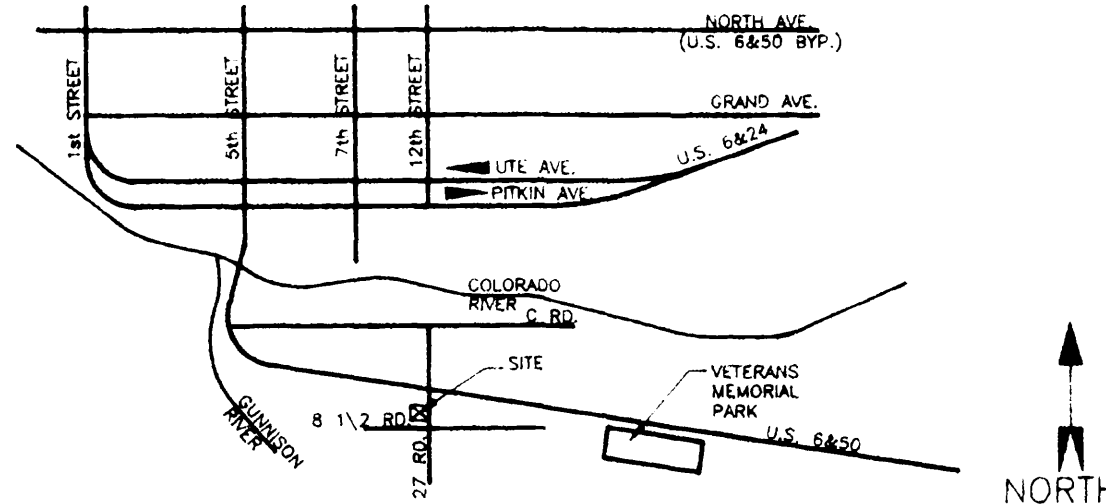 NORTH AVE.
(U.S. 6&50 BYP.)
1st STREET
5th STREET
7th STREET
12th STREET
GRAND AVE.
U.S. 6&24
UTE AVE.
PITKIN AVE.
COLORADO
RIVER
C RD.
SITE
VETERANS
MEMORIAL
PARK
8 1\2 RD.
GUNNISON
RIVER
27 RD.
U.S. 6&50
NORTH